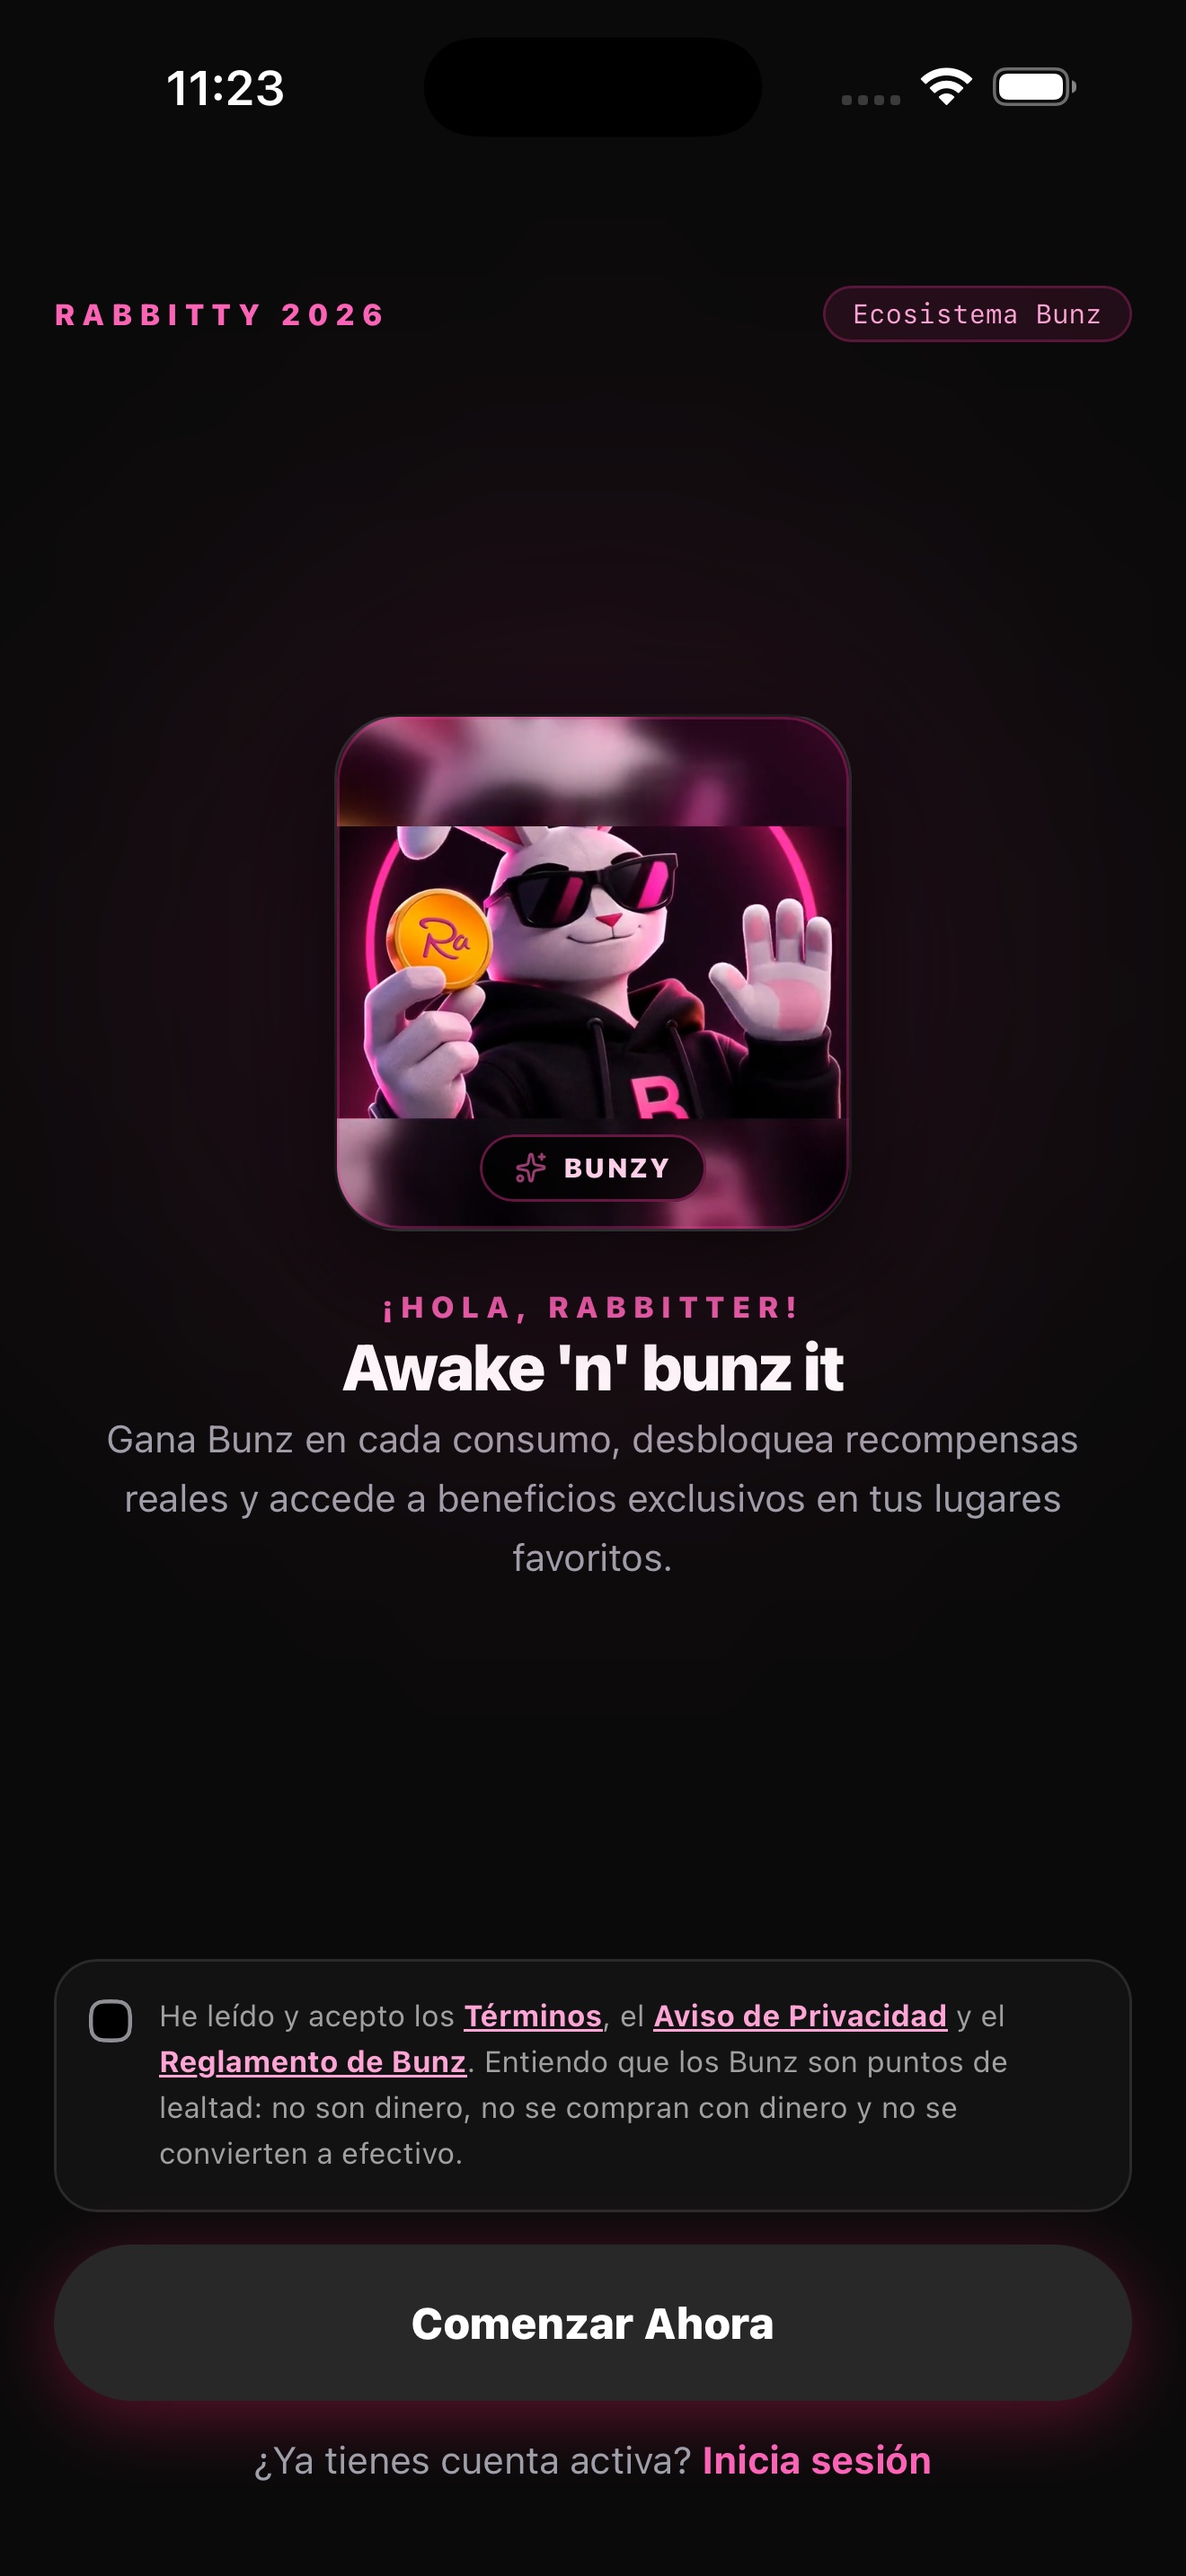 11:23
RABBITTY 2026
Ecosistema Bunz
Ra
B
BUNZY
¡HOLA, RABBITTER!
Awake 'n' bunz it
Gana Bunz en cada consumo, desbloquea recompensas
reales y accede a beneficios exclusivos en tus lugares
favoritos.
He leído y acepto los Términos, el Aviso de Privacidad y el
Reglamento de Bunz. Entiendo que los Bunz son puntos de
lealtad: no son dinero, no se compran con dinero y no se
convierten a efectivo.
Comenzar Ahora
¿Ya tienes cuenta activa? Inicia sesión